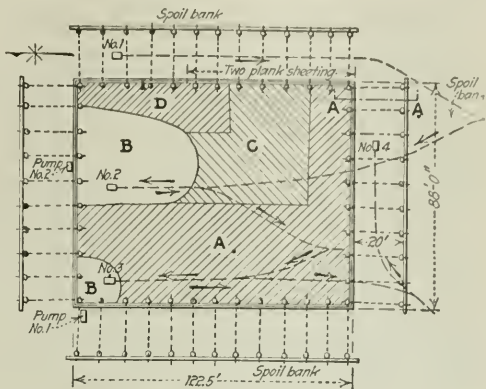 Spoil bank
No.1
Two plank sheeting
Spoil
bank
D
A
A
B
C
No 4
Pump
No.2
No.2
88'-0"
A
20'
B
No.3
Pump
No.1
Spoil bank
122.5'